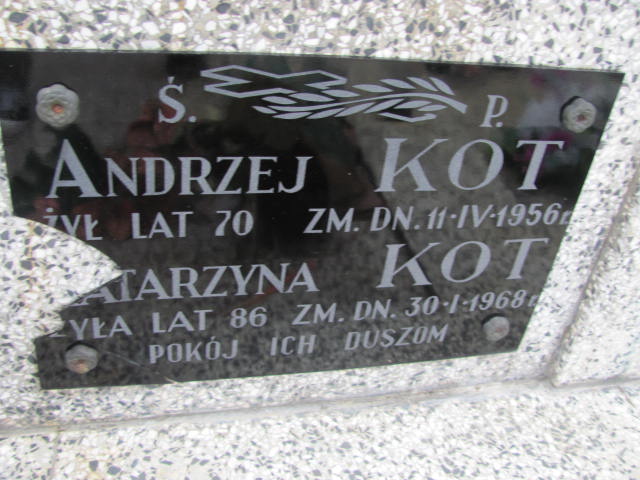 Ś. P.
ANDRZEJ KOT
ŻYŁ LAT 70 ZM. DN. 11·IV·1956 r.
ATARZYNA KOT
ŻYŁA LAT 86 ZM. DN. 30·I·1968 r.
POKÓJ ICH DUSZOM